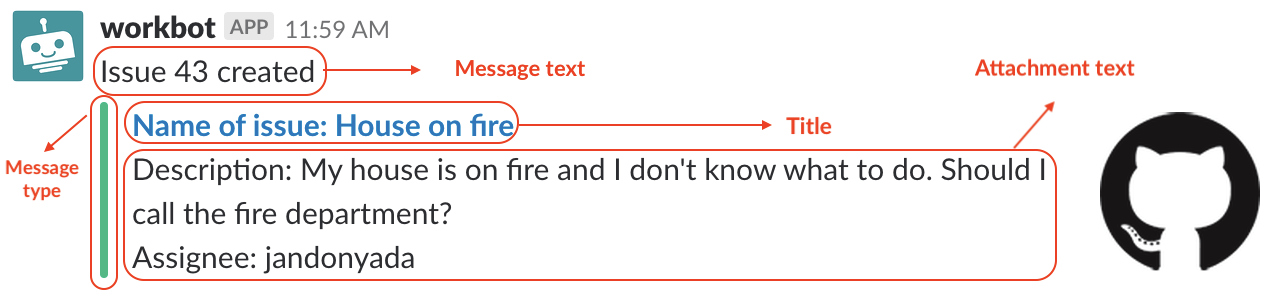 workbot APP 11:59 AM
Issue 43 created
Message text
Attachment text
Name of issue: House on fire
Title
Message
type
Description: My house is on fire and I don't know what to do. Should I
call the fire department?
Assignee: jandonyada